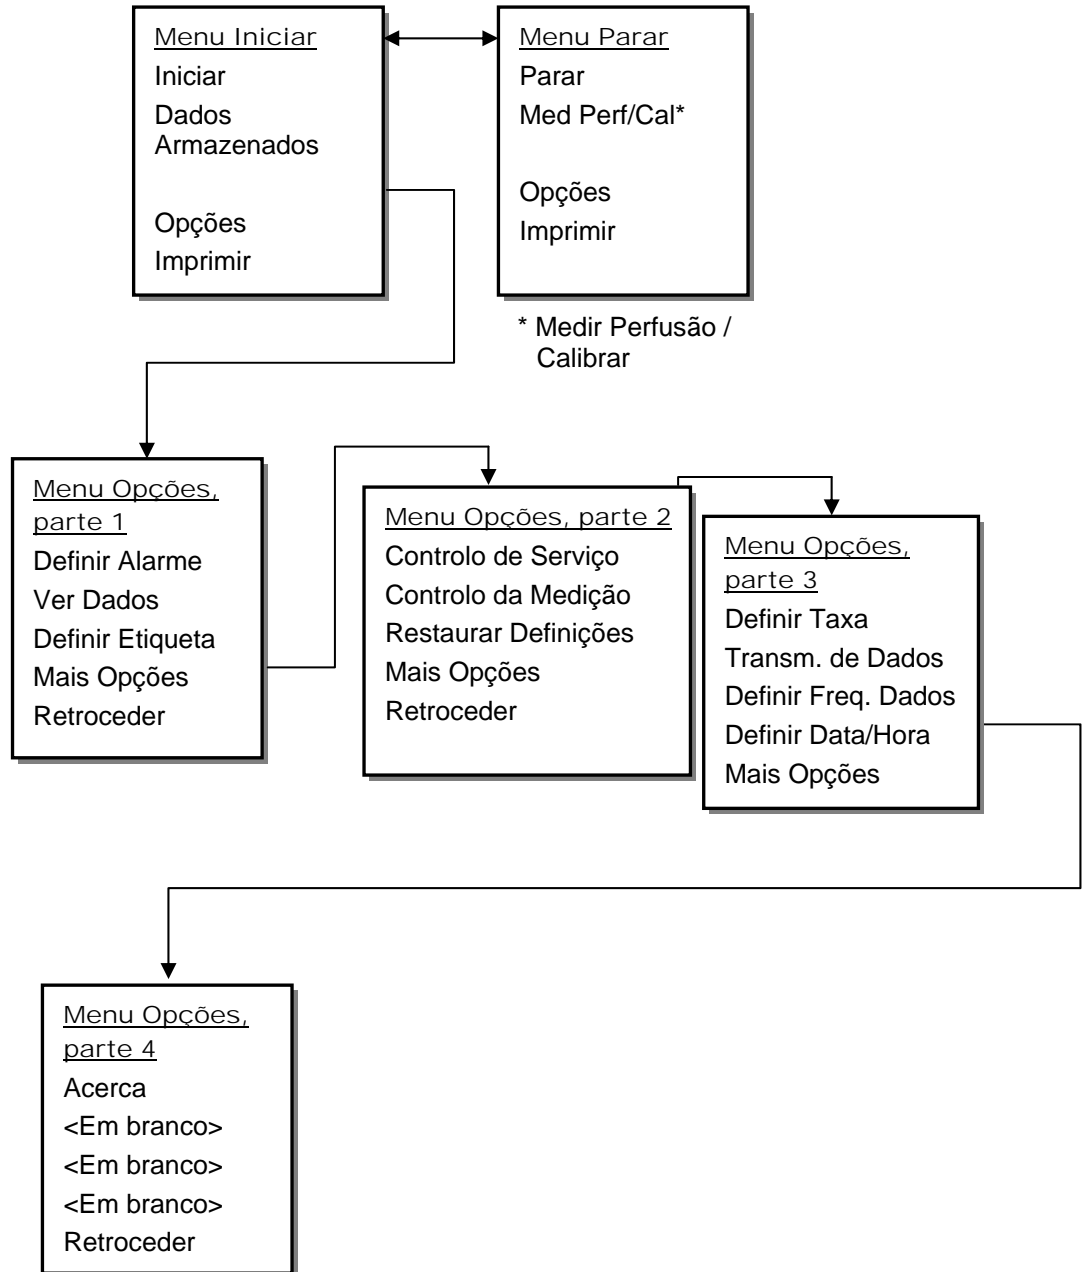 Menu Iniciar
Iniciar
Dados
Armazenados
Opções
Imprimir
Menu Parar
Parar
Med Perf/Cal*
Opções
Imprimir
* Medir Perfusão /
Calibrar
Menu Opções,
parte 1
Definir Alarme
Ver Dados
Definir Etiqueta
Mais Opções
Retroceder
Menu Opções, parte 2
Controlo de Serviço
Controlo da Medição
Restaurar Definições
Mais Opções
Retroceder
Menu Opções,
parte 3
Definir Taxa
Transm. de Dados
Definir Freq. Dados
Definir Data/Hora
Mais Opções
Menu Opções,
parte 4
Acerca
<Em branco>
<Em branco>
<Em branco>
Retroceder